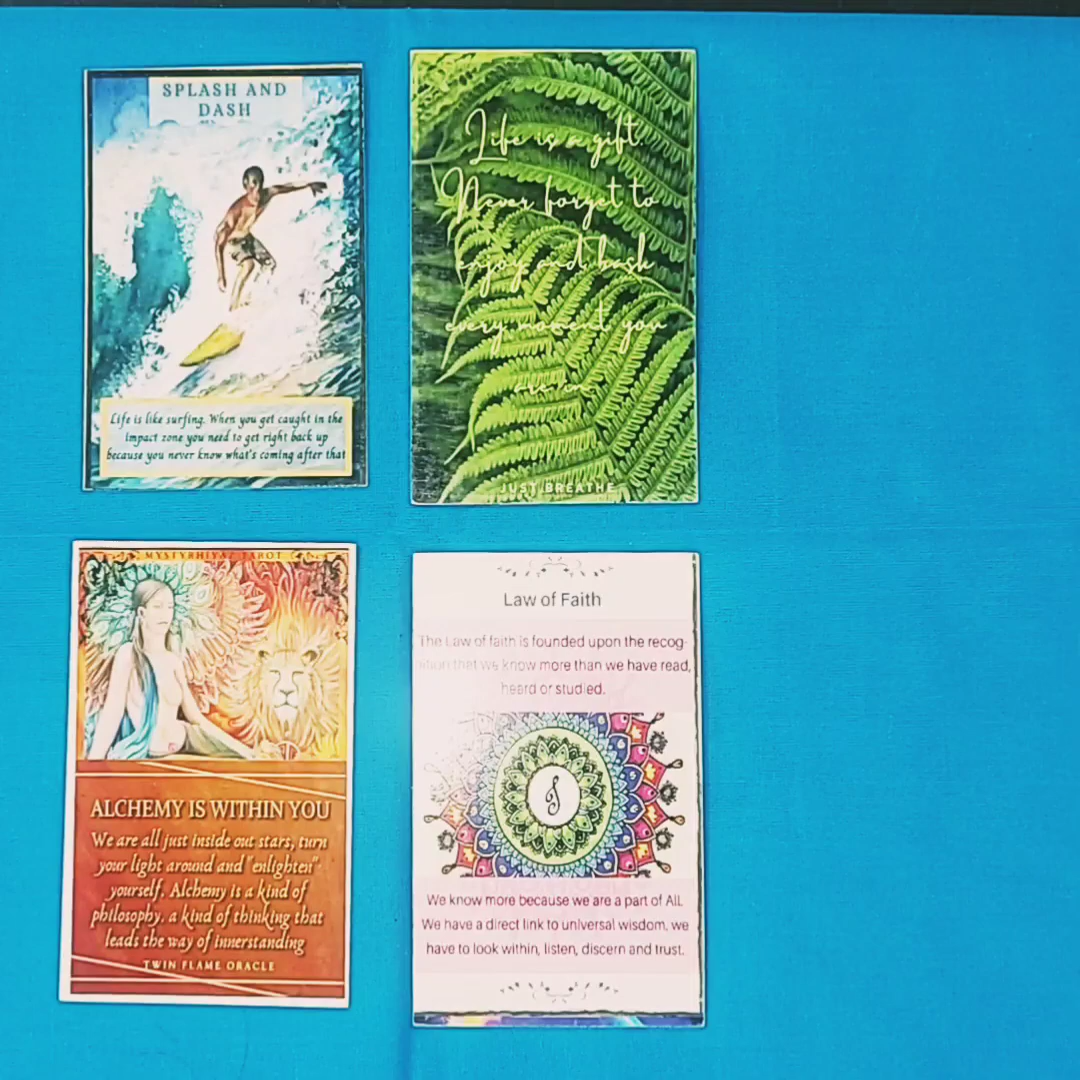 SPLASH AND
DASH
Life is like surfing. When you get caught in the
impact zone you need to get right back up
because you never know what's coming after that
Life is a gift.
Never forget to
enjoy and bask
every moment you
are in.
JUST BREATHE
MYSTYRHIYAZ TAROT
ALCHEMY IS WITHIN YOU
We are all just inside out stars, turn
your light around and "enlighten"
yourself. Alchemy is a kind of
philosophy, a kind of thinking that
leads the way of innerstanding
TWIN FLAME ORACLE
Law of Faith
The Law of faith is founded upon the recog-
nition that we know more than we have read,
heard or studied.
We know more because we are a part of All.
We have a direct link to universal wisdom, we
have to look within, listen, discern and trust.